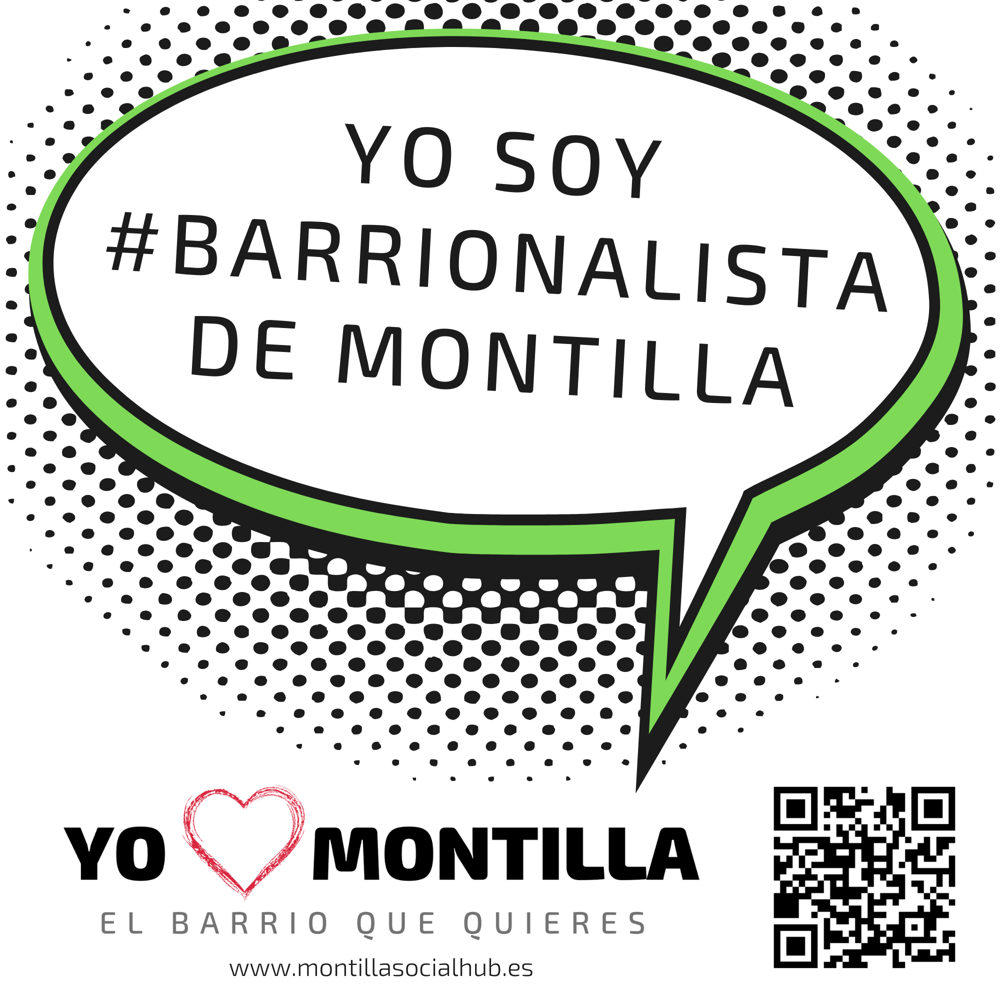 YO SOY
#BARRIONALISTA
DE MONTILLA
YO MONTILLA
EL BARRIO QUE QUIERES
www.montillasocialhub.es